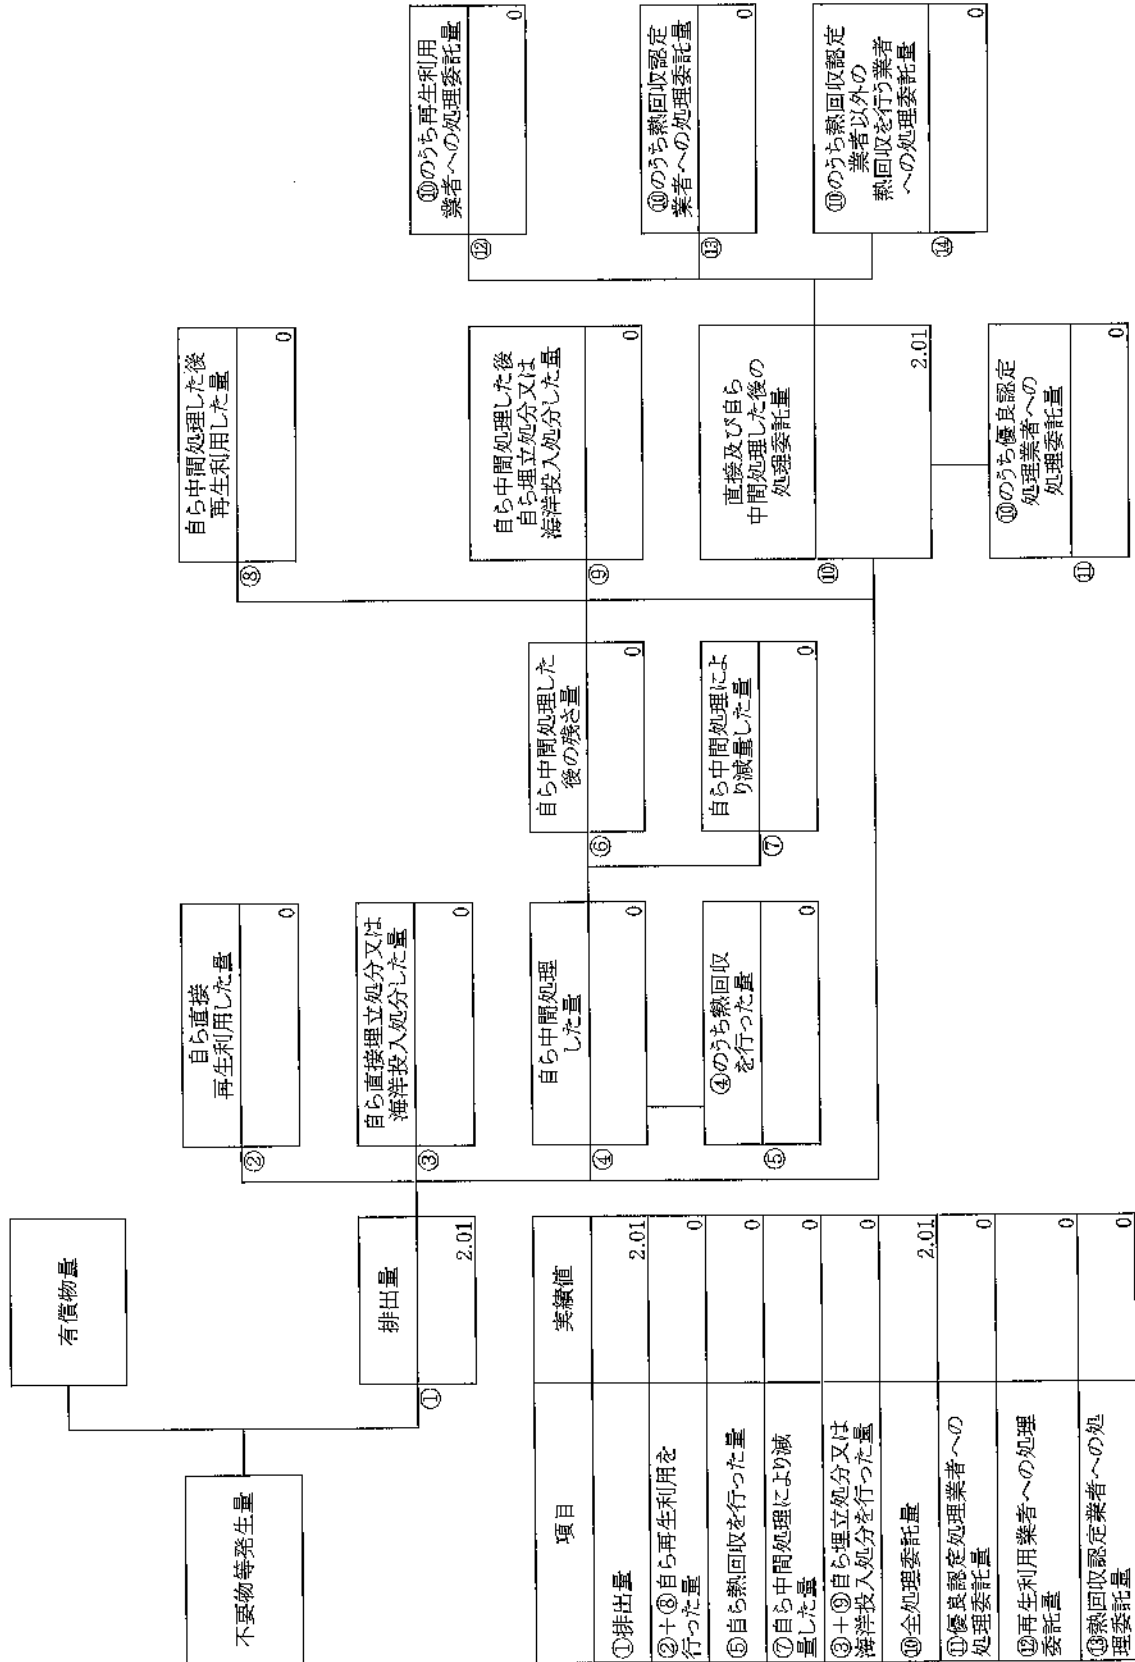 不要物等発生量
有償物量
①
排出量
2.01
②
自ら直接
再生利用した量
0
③
自ら直接埋立処分又は
海洋投入処分した量
0
④
自ら中間処理
した量
0
⑤
④のうち熱回収
を行った量
0
⑥
自ら中間処理した
後の残さ量
0
⑦
自ら中間処理によ
り減量した量
0
⑧
自ら中間処理した後
再生利用した量
0
⑨
自ら中間処理した後
自ら埋立処分又は
海洋投入処分した量
0
⑩
直接及び自ら
中間処理した後の
処理委託量
2.01
⑪
⑩のうち優良認定
処理業者への
処理委託量
0
⑫
⑩のうち再生利用
業者への処理委託量
0
⑬
⑩のうち熱回収認定
業者への処理委託量
0
⑭
⑩のうち熱回収認定
業者以外の
熱回収を行う業者
への処理委託量
0
項目
実績値
①排出量
2.01
②+⑧自ら再生利用を
行った量
0
⑤自ら熱回収を行った量
0
⑦自ら中間処理により減
量した量
0
③+⑨自ら埋立処分又は
海洋投入処分を行った量
0
⑩全処理委託量
2.01
⑪優良認定処理業者への
処理委託量
0
⑫再生利用業者への処理
委託量
0
⑬熱回収認定業者への処
理委託量
0